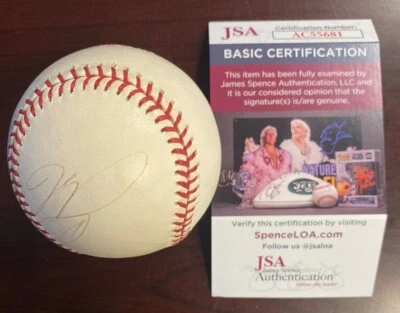 JSA
Certification Number:
AC55681
BASIC CERTIFICATION
This item has been fully examined by
James Spence Authentication, LLC and
it is our considered opinion that the
signature(s) is/are genuine.
NATURE
Verify this certification by visiting
SpenceLOA.com
Follow us @jsaloa
JSA
James Spence
Authentication